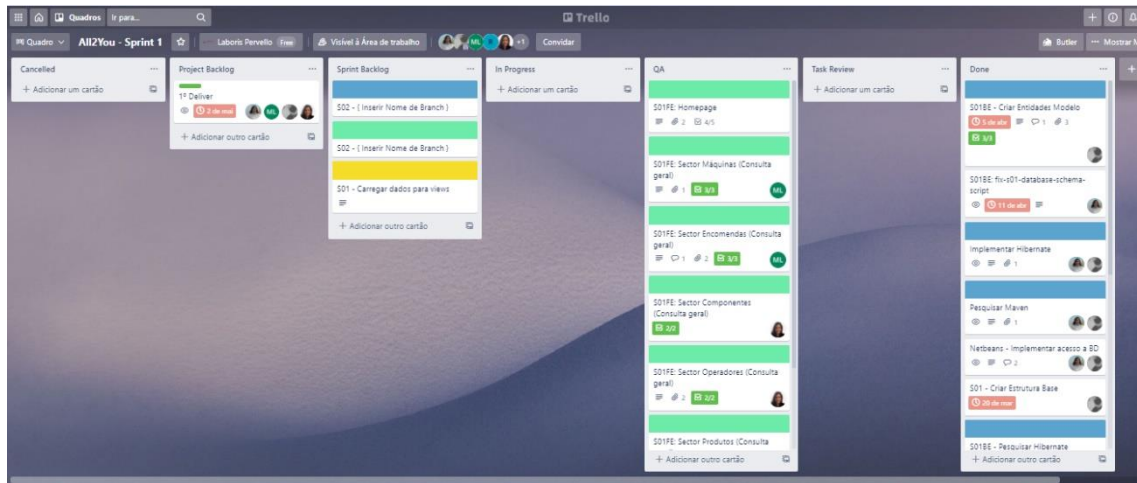 Quadros
Ir para...
Trello
Quadro
All2You - Sprint 1
Laboris Pervello
Free
Visível à Área de trabalho
ML
+1
Convidar
Butler
Mostrar M
Cancelled
+ Adicionar um cartão
Project Backlog
1º Deliver
2 de mai
ML
+ Adicionar outro cartão
Sprint Backlog
S02 - ( Inserir Nome de Branch )
S02 - ( Inserir Nome de Branch )
S01 - Carregar dados para views
+ Adicionar outro cartão
In Progress
+ Adicionar um cartão
QA
S01FE: Homepage
2 4/5
S01FE: Sector Máquinas (Consulta
geral)
1 3/3
ML
S01FE: Sector Encomendas (Consulta
geral)
1 2 3/3
ML
S01FE: Sector Componentes
(Consulta geral)
2/2
S01FE: Sector Operadores (Consulta
geral)
2 2/2
S01FE: Sector Produtos (Consulta
+ Adicionar outro cartão
Task Review
+ Adicionar um cartão
Done
S01BE - Criar Entidades Modelo
5 de abr 1 3
3/3
S01BE: fix-s01-database-schema-
script
11 de abr
Implementar Hibernate
1
Pesquisar Maven
1
Netbeans - Implementar acesso a BD
2
S01 - Criar Estrutura Base
20 de mar
S01BE - Pesquisar Hibernate
+ Adicionar outro cartão